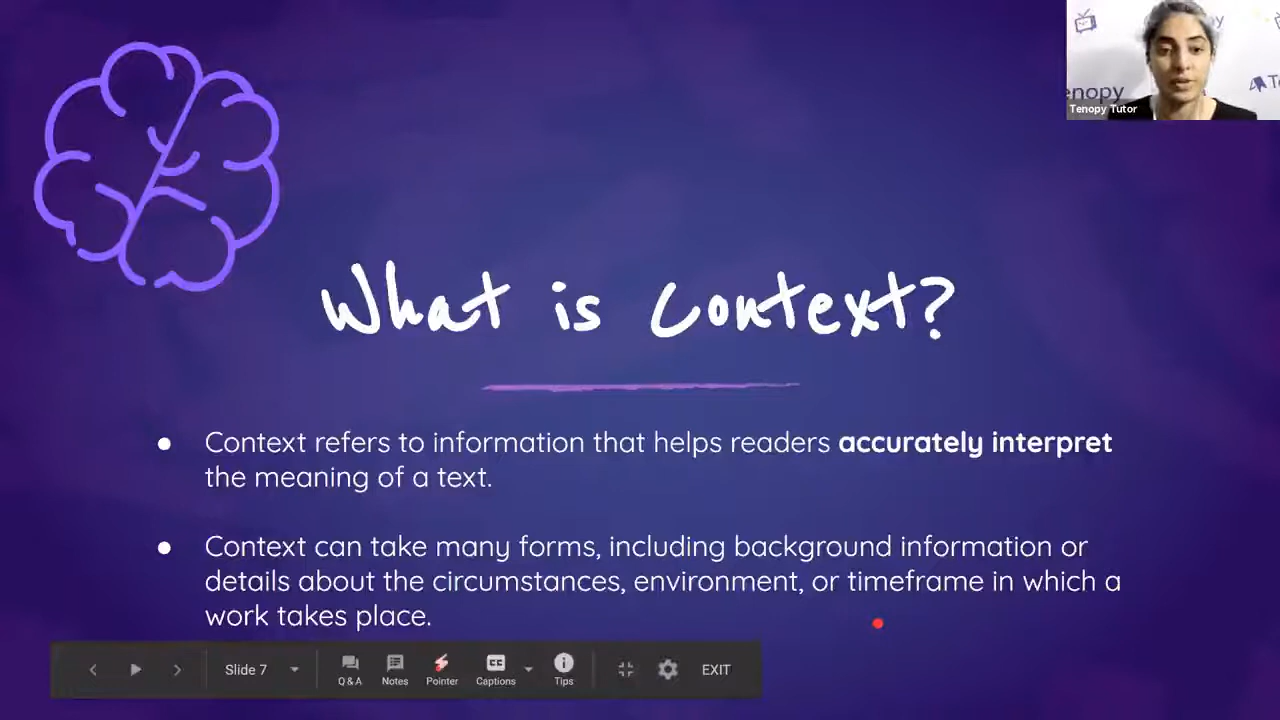 enopy
Tenopy Tutor
What is Context?
● Context refers to information that helps readers accurately interpret
the meaning of a text.
● Context can take many forms, including background information or
details about the circumstances, environment, or timeframe in which a
work takes place.
Slide 7
Q & A
Notes
Pointer
CC
Captions
Tips
EXIT